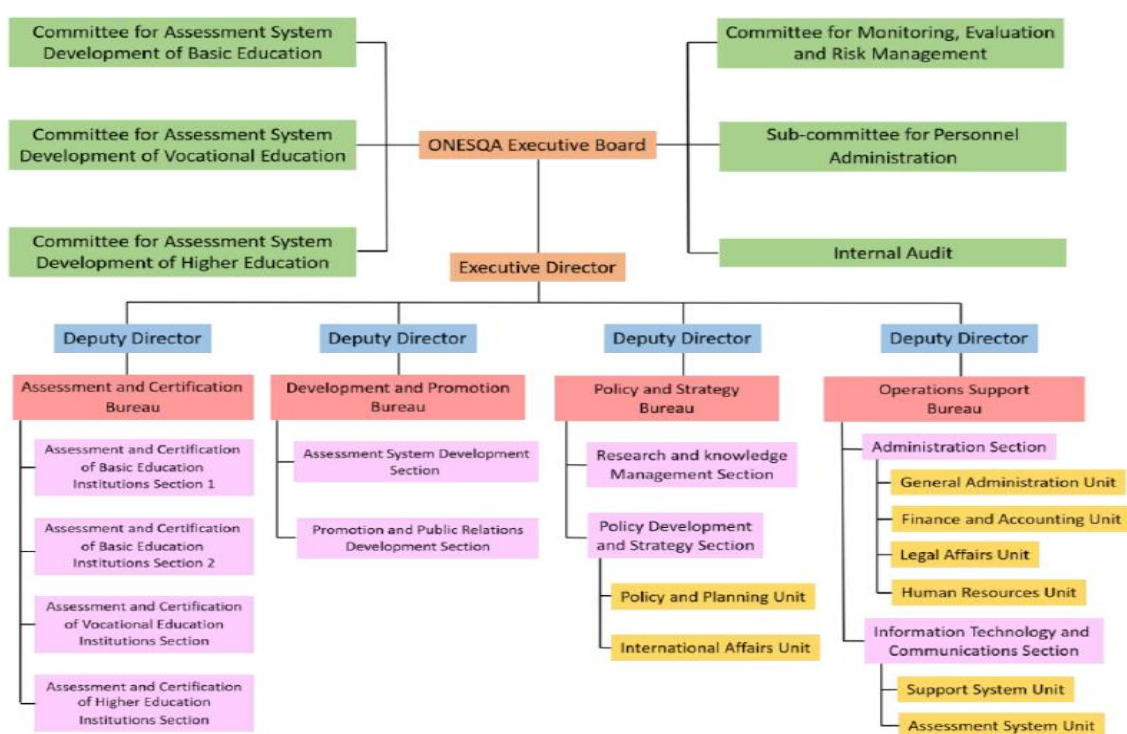 Committee for Assessment System
Development of Basic Education
Committee for Monitoring, Evaluation
and Risk Management
Committee for Assessment System
Development of Vocational Education
ONESQA Executive Board
Sub-committee for Personnel
Administration
Committee for Assessment System
Development of Higher Education
Executive Director
Internal Audit
Deputy Director
Deputy Director
Deputy Director
Deputy Director
Assessment and Certification
Bureau
Development and Promotion
Bureau
Policy and Strategy
Bureau
Operations Support
Bureau
Assessment and Certification
of Basic Education
Institutions Section 1
Assessment and Certification
of Basic Education
Institutions Section 2
Assessment and Certification
of Vocational Education
Institutions Section
Assessment and Certification
of Higher Education
Institutions Section
Assessment System Development
Section
Promotion and Public Relations
Development Section
Research and knowledge
Management Section
Policy Development
and Strategy Section
Policy and Planning Unit
International Affairs Unit
Administration Section
General Administration Unit
Finance and Accounting Unit
Legal Affairs Unit
Human Resources Unit
Information Technology and
Communications Section
Support System Unit
Assessment System Unit